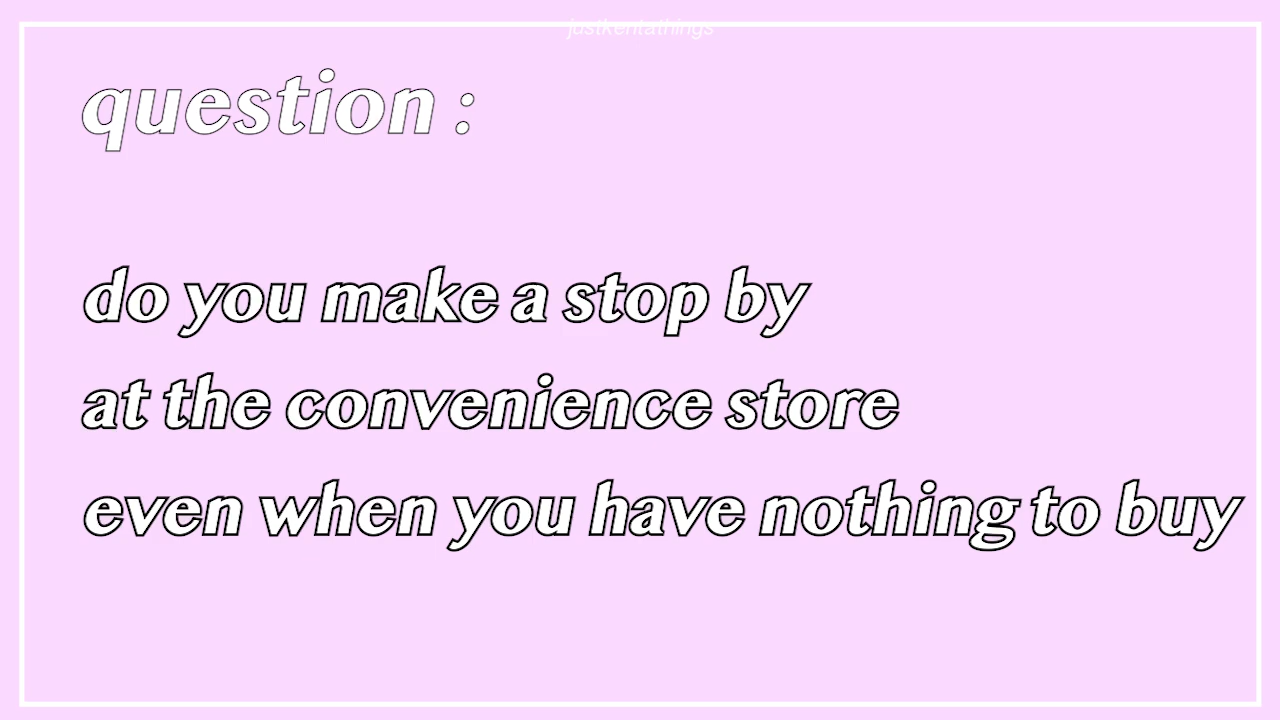 justkentathings
question :
do you make a stop by
at the convenience store
even when you have nothing to buy